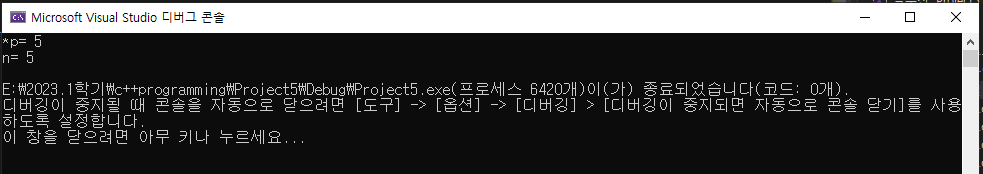 Microsoft Visual Studio 디버그 콘솔
*p= 5
n= 5
E:\2023.1학기\c++programming\Project5\Debug\Project5.exe(프로세스 6420개)이(가) 종료되었습니다(코드: 0개).
디버깅이 중지될 때 콘솔을 자동으로 닫으려면 [도구] -> [옵션] -> [디버깅] > [디버깅이 중지되면 자동으로 콘솔 닫기]를 사용
하도록 설정합니다.
이 창을 닫으려면 아무 키나 누르세요...